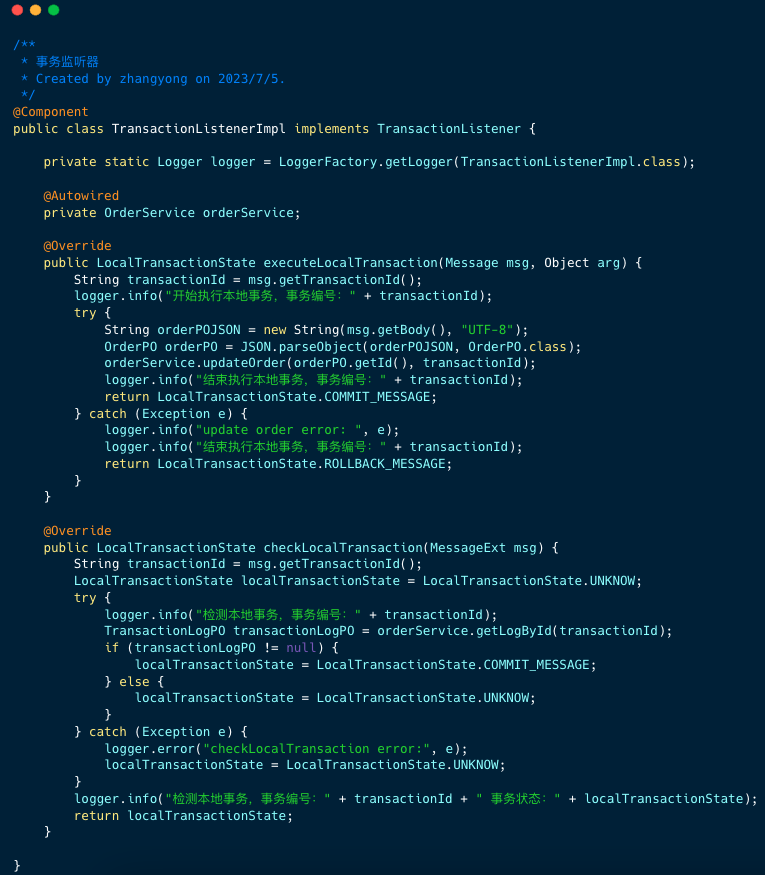 /**
 * 事务监听器
 * Created by zhangyong on 2023/7/5.
 */
@Component
public class TransactionListenerImpl implements TransactionListener {

    private static Logger logger = LoggerFactory.getLogger(TransactionListenerImpl.class);

    @Autowired
    private OrderService orderService;

    @Override
    public LocalTransactionState executeLocalTransaction(Message msg, Object arg) {
        String transactionId = msg.getTransactionId();
        logger.info("开始执行本地事务，事务编号：" + transactionId);
        try {
            String orderPOJSON = new String(msg.getBody(), "UTF-8");
            OrderPO orderPO = JSON.parseObject(orderPOJSON, OrderPO.class);
            orderService.updateOrder(orderPO.getId(), transactionId);
            logger.info("结束执行本地事务，事务编号：" + transactionId);
            return LocalTransactionState.COMMIT_MESSAGE;
        } catch (Exception e) {
            logger.info("update order error: ", e);
            logger.info("结束执行本地事务，事务编号：" + transactionId);
            return LocalTransactionState.ROLLBACK_MESSAGE;
        }
    }

    @Override
    public LocalTransactionState checkLocalTransaction(MessageExt msg) {
        String transactionId = msg.getTransactionId();
        LocalTransactionState localTransactionState = LocalTransactionState.UNKNOW;
        try {
            logger.info("检测本地事务，事务编号：" + transactionId);
            TransactionLogPO transactionLogPO = orderService.getLogById(transactionId);
            if (transactionLogPO != null) {
                localTransactionState = LocalTransactionState.COMMIT_MESSAGE;
            } else {
                localTransactionState = LocalTransactionState.UNKNOW;
            }
        } catch (Exception e) {
            logger.error("checkLocalTransaction error:", e);
            localTransactionState = LocalTransactionState.UNKNOW;
        }
        logger.info("检测本地事务，事务编号：" + transactionId + " 事务状态：" + localTransactionState);
        return localTransactionState;
    }

}